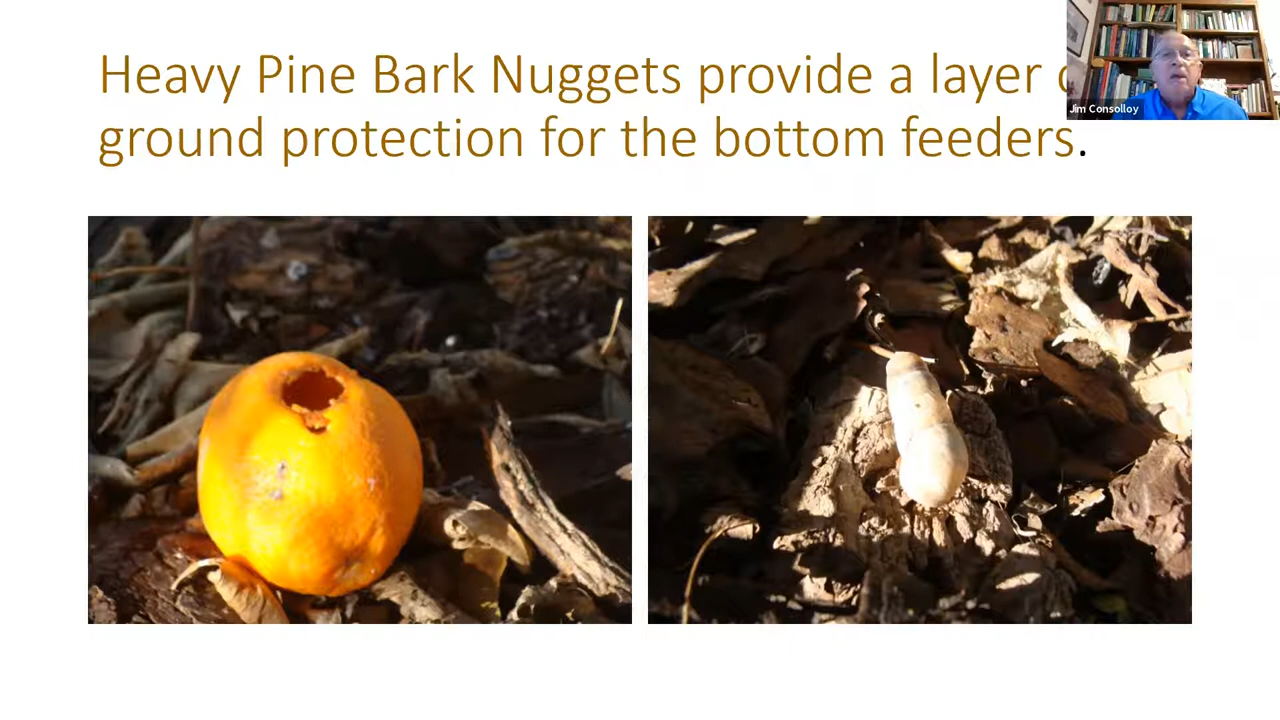 Heavy Pine Bark Nuggets provide a layer
ground protection for the bottom feeders.
Jim Consolloy